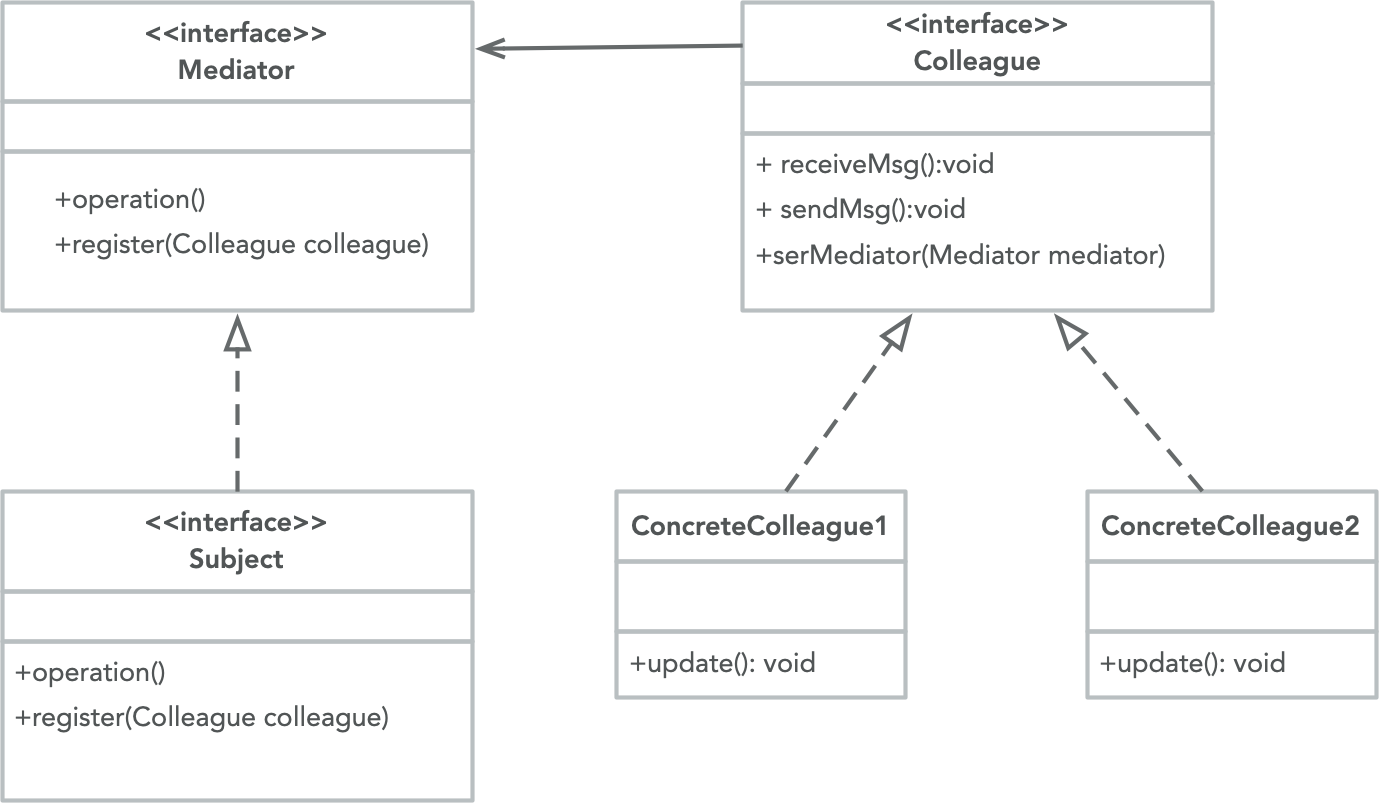 <<interface>>
Mediator
+operation()
+register(Colleague colleague)
<<interface>>
Colleague
+ receiveMsg():void
+ sendMsg():void
+serMediator(Mediator mediator)
<<interface>>
Subject
+operation()
+register(Colleague colleague)
ConcreteColleague1
+update(): void
ConcreteColleague2
+update(): void